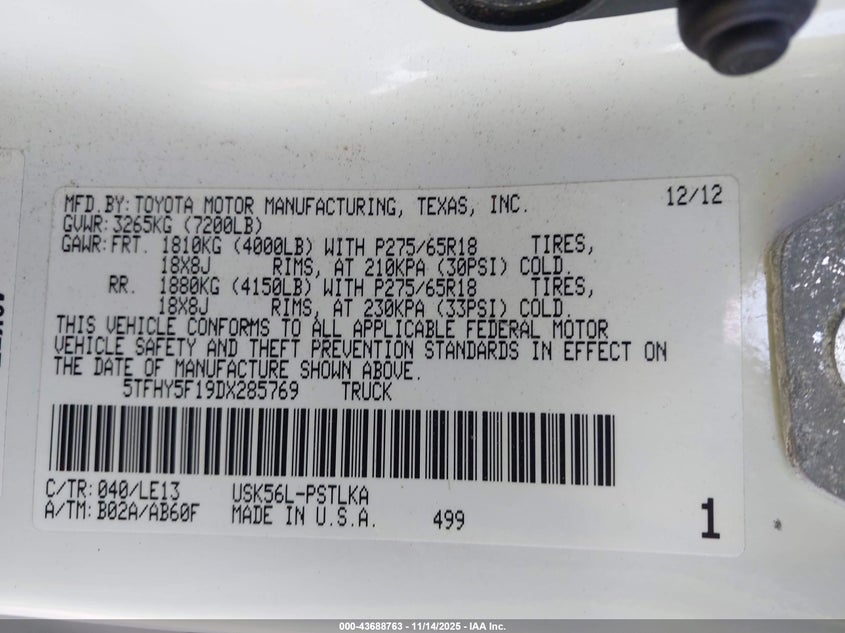 MFD.BY: TOYOTA MOTOR MANUFACTURING, TEXAS, INC. 12/12
GVWR: 3265KG (7200LB)
GAWR: FRT. 1810KG (4000LB) WITH P275/65R18 TIRES,
18X8J RIMS, AT 210KPA (30PSI) COLD.
RR. 1880KG (4150LB) WITH P275/65R18 TIRES,
18X8J RIMS, AT 230KPA (33PSI) COLD.
THIS VEHICLE CONFORMS TO ALL APPLICABLE FEDERAL MOTOR
VEHICLE SAFETY AND THEFT PREVENTION STANDARDS IN EFFECT ON
THE DATE OF MANUFACTURE SHOWN ABOVE.
5TFHY5F19DX285769 TRUCK
C/TR: 040/LE13 USK56L-PSTLKA
A/TM: B02A/AB60F MADE IN U.S.A. 499 1
000-43688763 - 11/14/2025 - IAA Inc.